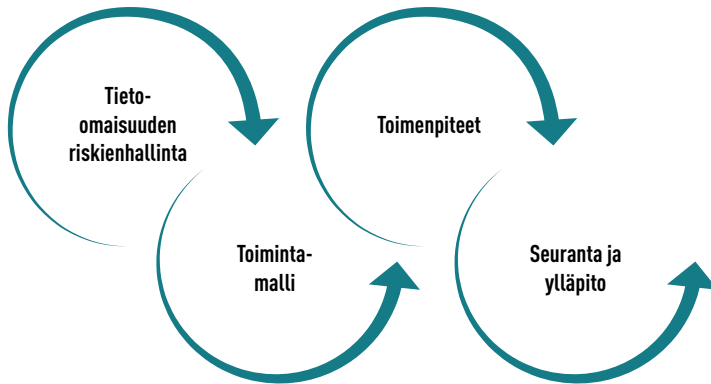 Tieto-
omaisuuden
riskienhallinta
Toiminta-
malli
Toimenpiteet
Seuranta ja
ylläpito